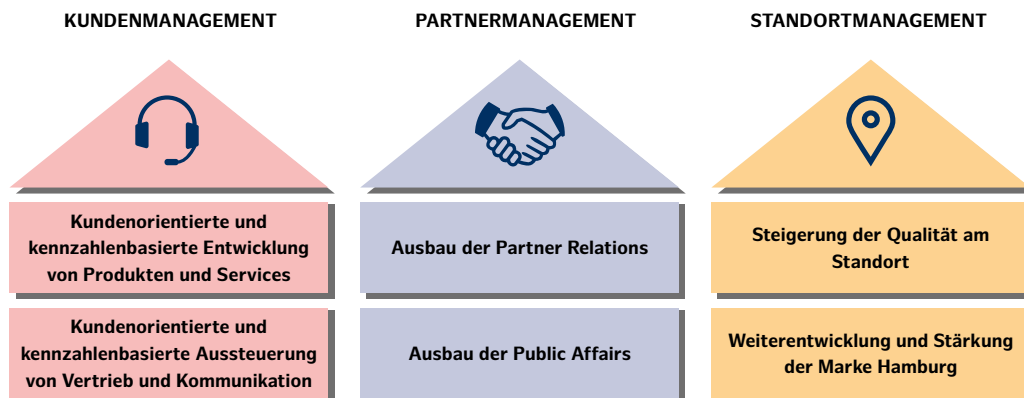 KUNDENMANAGEMENT
Kundenorientierte und
kennzahlenbasierte Entwicklung
von Produkten und Services
Kundenorientierte und
kennzahlenbasierte Aussteuerung
von Vertrieb und Kommunikation
PARTNERMANAGEMENT
Ausbau der Partner Relations
Ausbau der Public Affairs
STANDORTMANAGEMENT
Steigerung der Qualität am
Standort
Weiterentwicklung und Stärkung
der Marke Hamburg